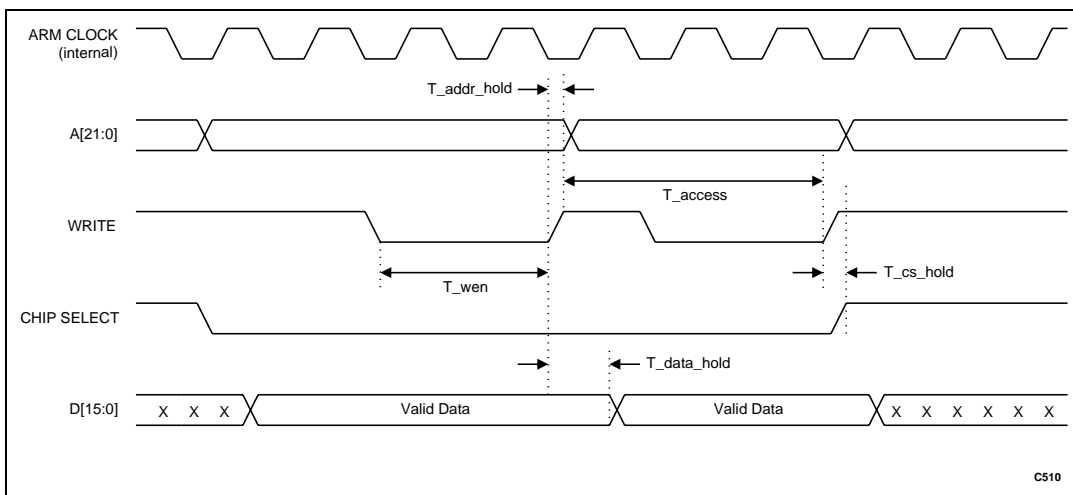 ARM CLOCK
(internal)
T_addr_hold
A[21:0]
T_access
WRITE
T_cs_hold
T_wen
CHIP SELECT
T_data_hold
D[15:0] X X X Valid Data Valid Data X X X X X X
C510